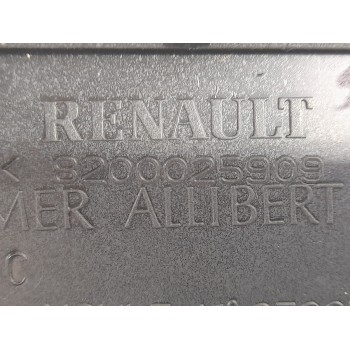 RENAULT
K 8200025909
MER ALLIBERT
C